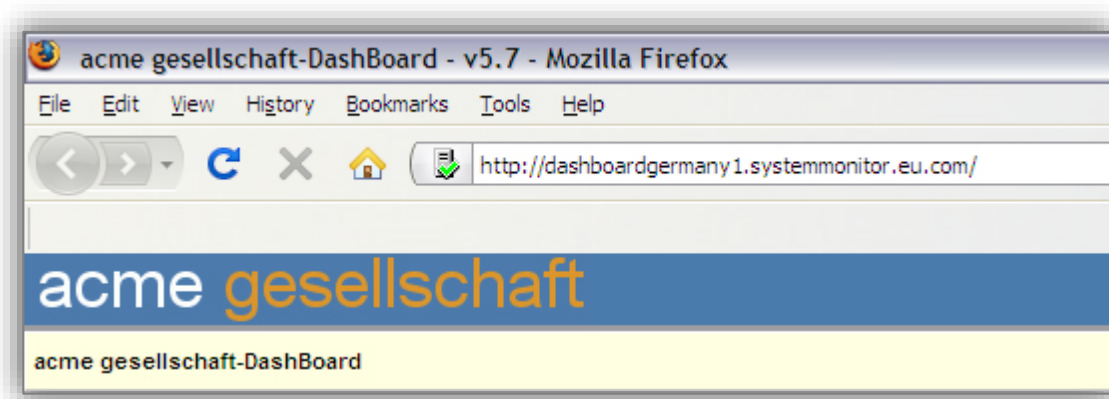 acme gesellschaft-DashBoard - v5.7 - Mozilla Firefox
File Edit View History Bookmarks Tools Help
http://dashboardgermany1.systemmonitor.eu.com/
acme gesellschaft
acme gesellschaft-DashBoard